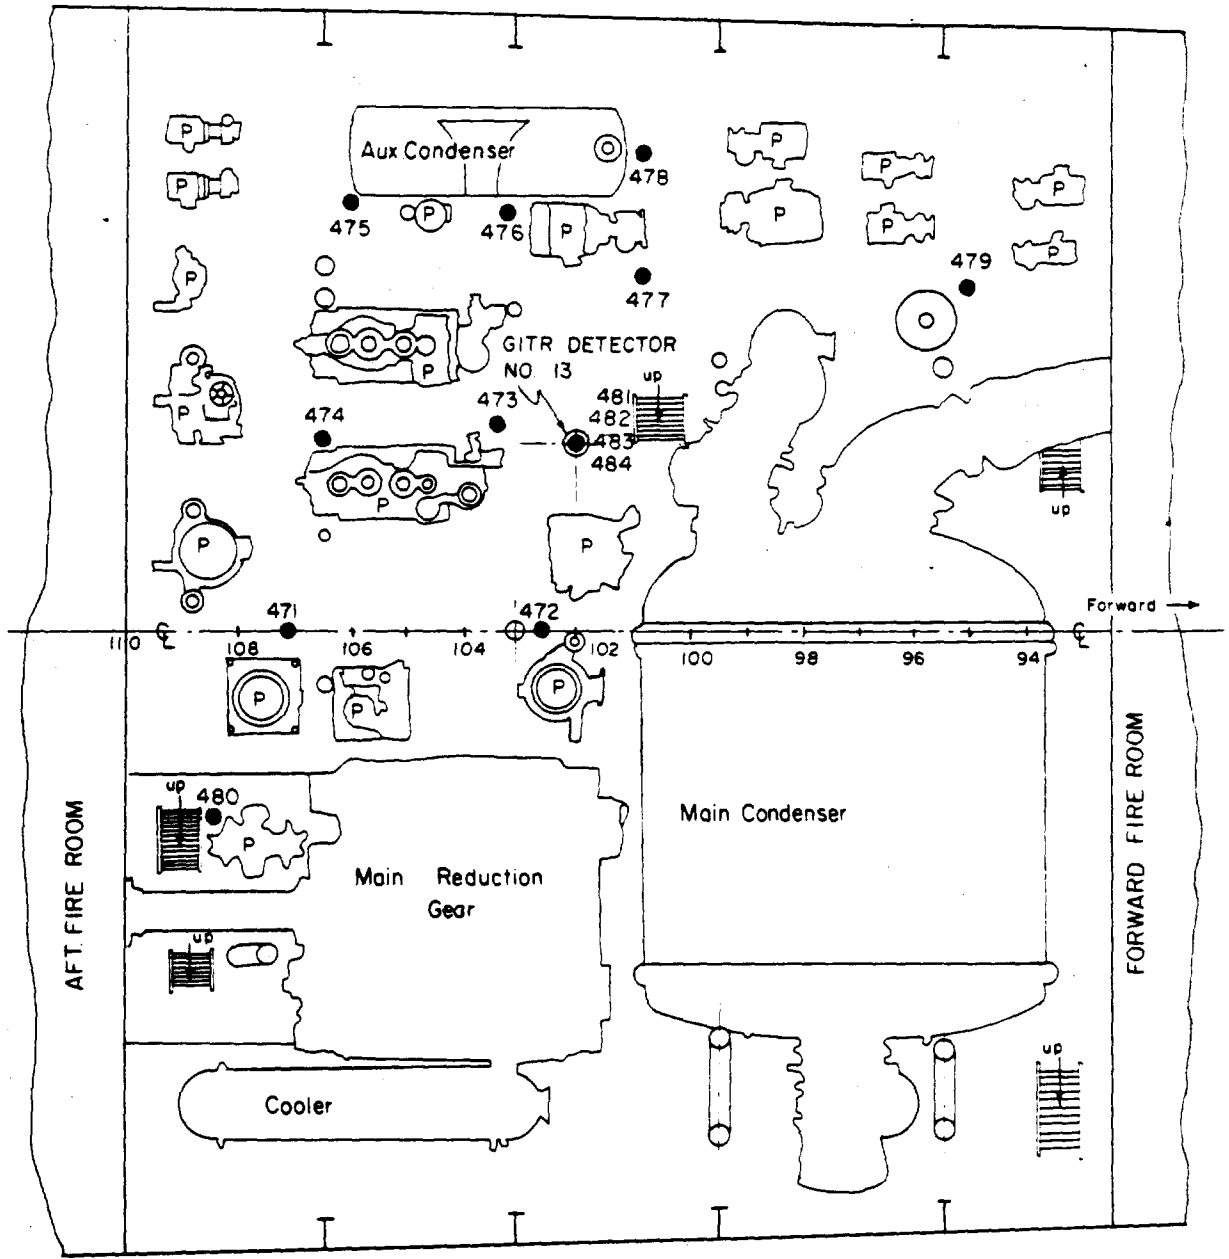 P
P
P
P
P
Aux. Condenser
478
475
P
476
P
477
P
P
P
P
P
P
479
P
P
GITR DETECTOR
NO. 13
up
481
482
483
484
473
474
P
P
up
P
P
471
472
Forward
110
℄
108
106
104
102
100
98
96
94
℄
P
P
P
up
480
P
Main Condenser
Main Reduction
Gear
AFT. FIRE ROOM
FORWARD FIRE ROOM
up
up
Cooler